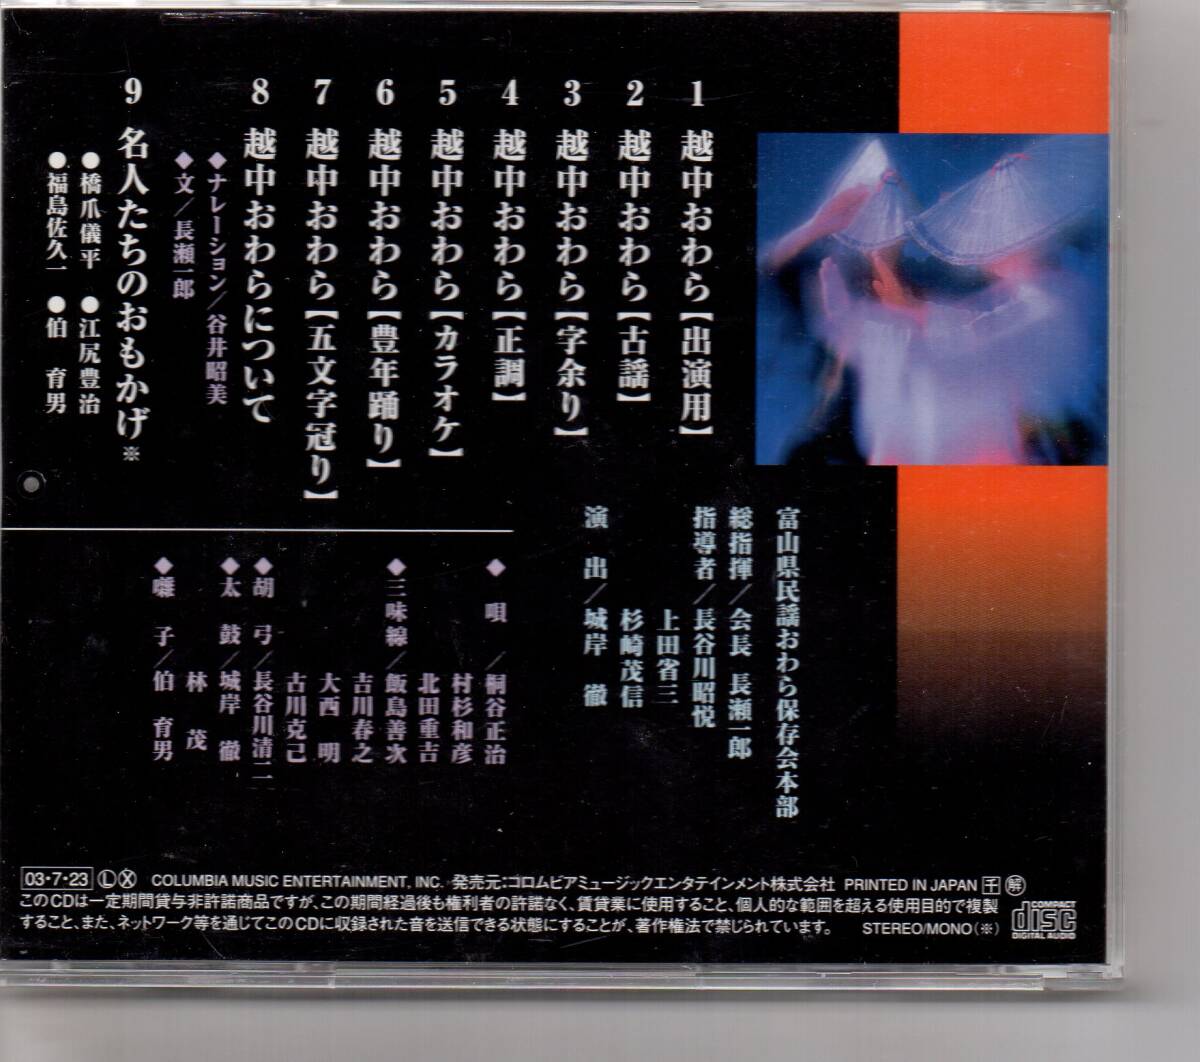 1 越中おわら【出演用】
2 越中おわら【古謡】
3 越中おわら【字余り】
4 越中おわら【正調】
5 越中おわら【カラオケ】
6 越中おわら【豊年踊り】
7 越中おわら【五文字冠り】
8 越中おわらについて
◆ナレーション/谷井昭美
◆文/長瀬一郎
9 名人たちのおもかげ※
●橋爪儀平 ●江尻豊治
●福島佐久一 ●伯 育男
富山県民謡おわら保存会本部
総指揮/会長 長瀬一郎
指導者/長谷川昭悦
上田省三
杉崎茂信
演 出/城岸 徹
◆唄 /桐谷正治
村杉和彦
北田重吉
◆三味線/飯島善次
吉川春之
大西 明
古川克己
◆胡 弓/長谷川清二
◆太 鼓/城岸 徹
林 茂
◆囃 子/伯 育男
03・7・23 Ⓛ Ⓧ COLUMBIA MUSIC ENTERTAINMENT, INC. 発売元:コロムビアミュージックエンタテインメント株式会社 PRINTED IN JAPAN 干 解
このCDは一定期間貸与非許諾商品ですが、この期間経過後も権利者の許諾なく、賃貸業に使用すること、個人的な範囲を超える使用目的で複製
すること、また、ネットワーク等を通じてこのCDに収録された音を送信できる状態にすることが、著作権法で禁じられています。 STEREO/MONO(※)
COMPACT
disc
DIGITAL AUDIO